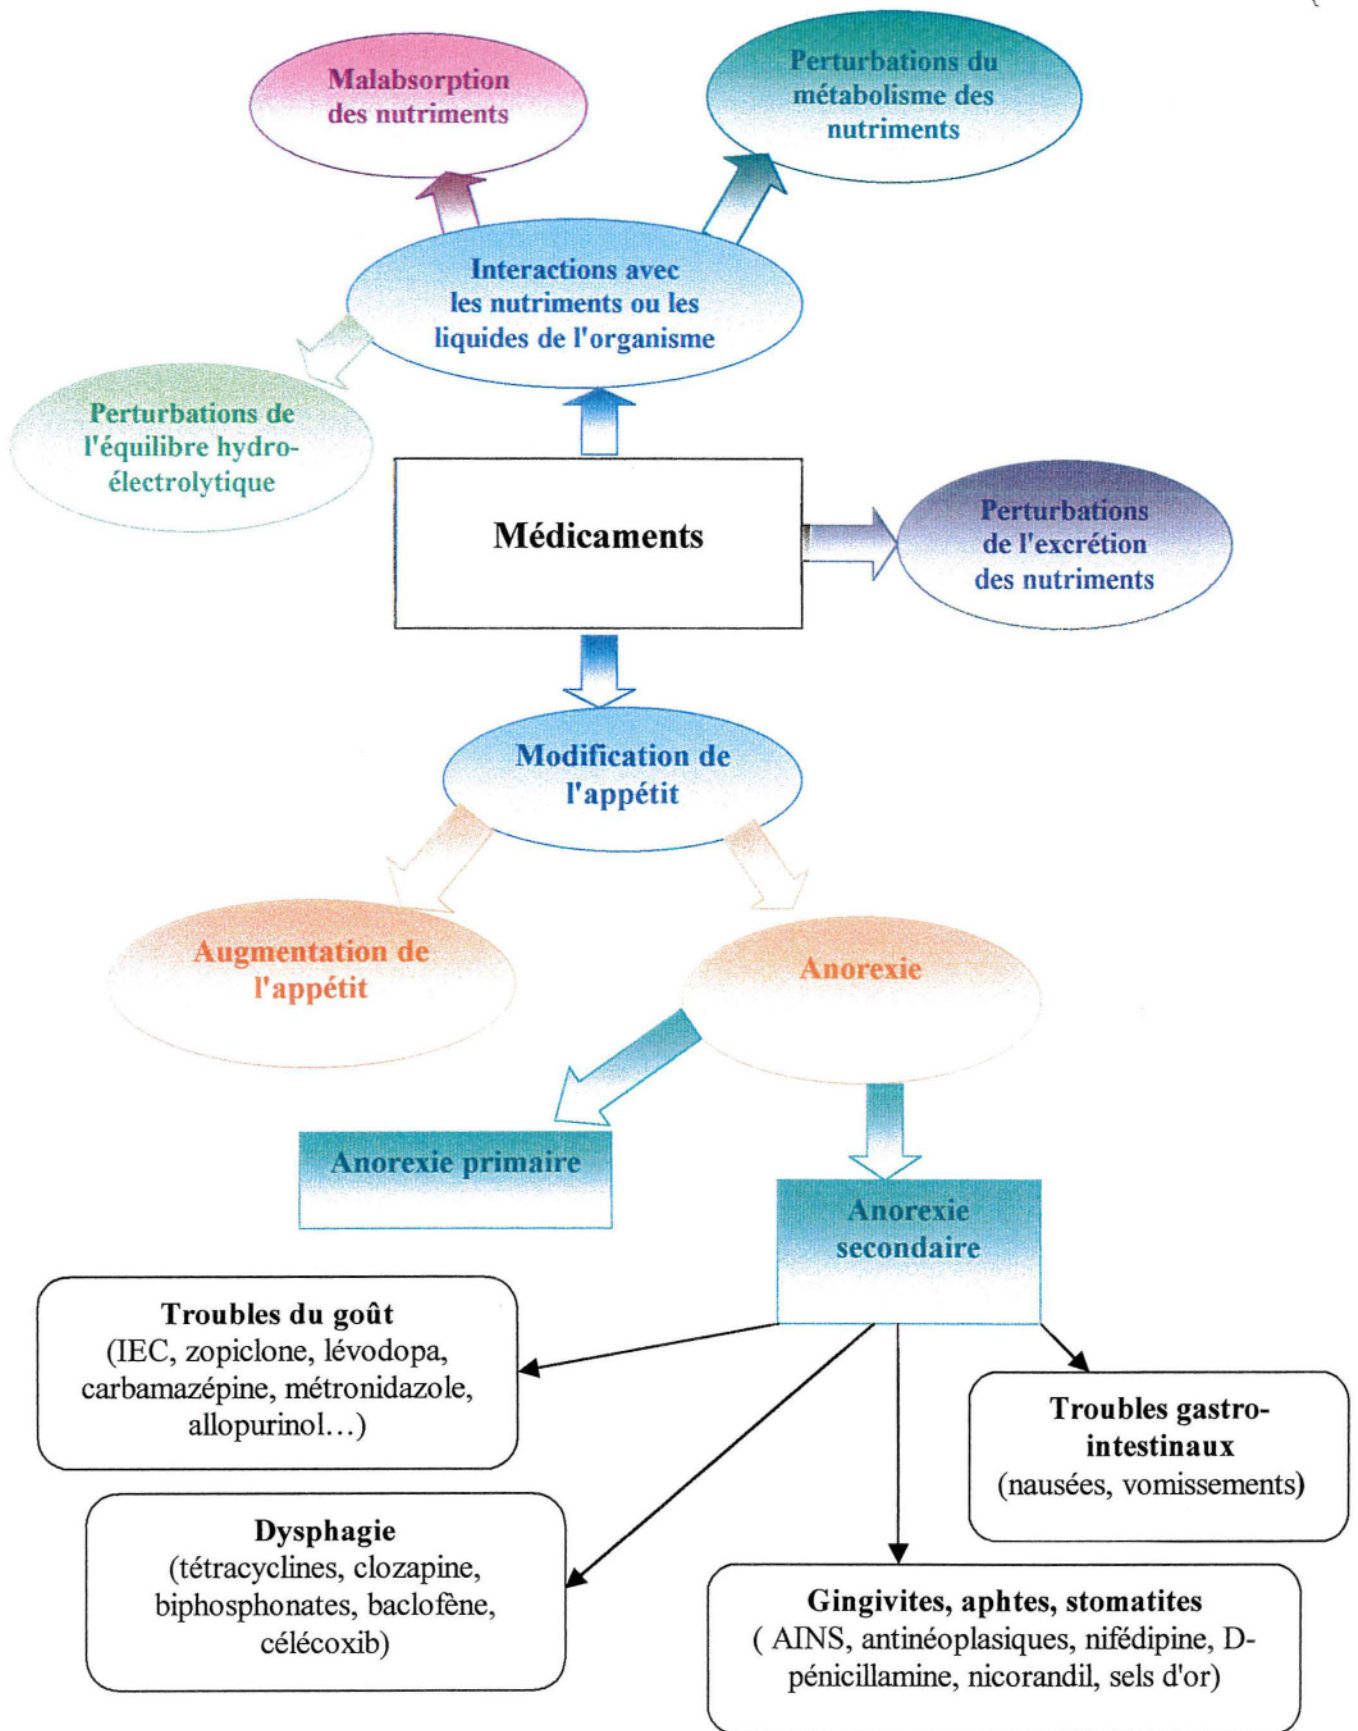 Malabsorption
des nutriments
Perturbations du
métabolisme des
nutriments
Interactions avec
les nutriments ou les
liquides de l'organisme
Perturbations de
l'équilibre hydro-
électrolytique
Médicaments
Perturbations
de l'excrétion
des nutriments
Modification de
l'appétit
Augmentation de
l'appétit
Anorexie
Anorexie primaire
Anorexie
secondaire
Troubles du goût
(IEC, zopiclone, lévodopa,
carbamazépine, métronidazole,
allopurinol…)
Troubles gastro-
intestinaux
(nausées, vomissements)
Dysphagie
(tétracyclines, clozapine,
biphosphonates, baclofène,
célécoxib)
Gingivites, aphtes, stomatites
( AINS, antinéoplasiques, nifédipine, D-
pénicillamine, nicorandil, sels d'or)